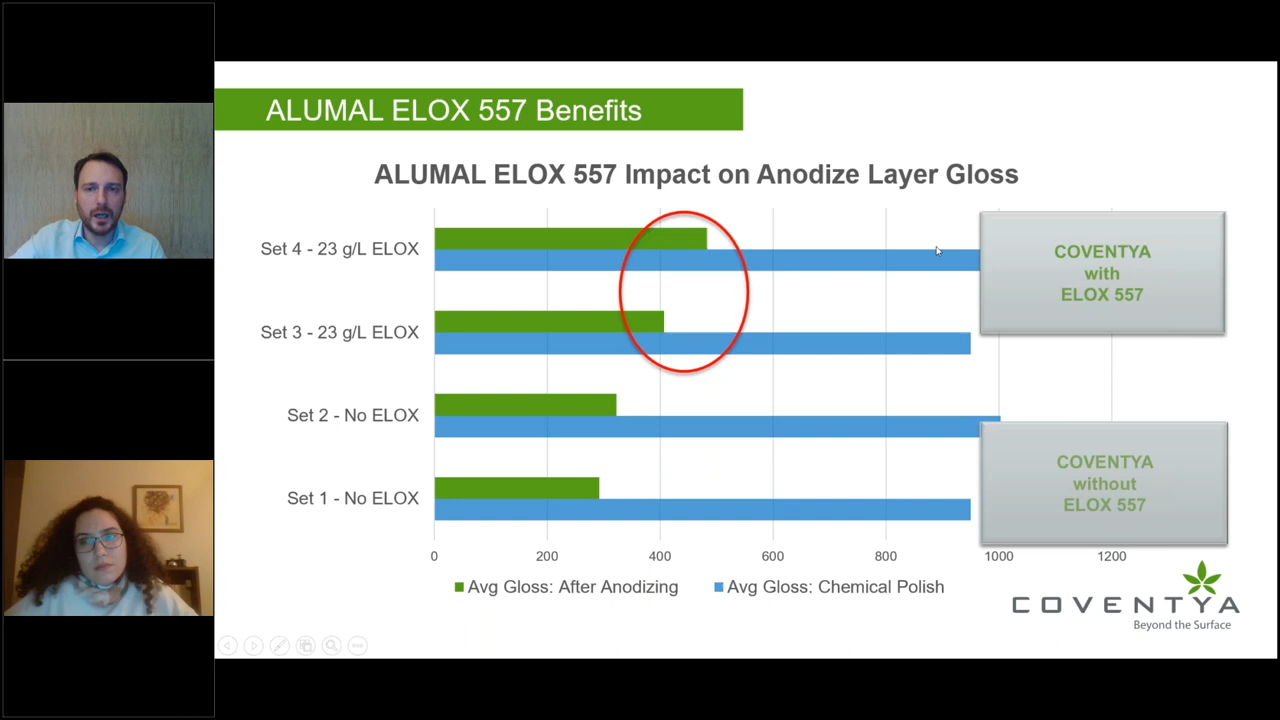 ALUMAL ELOX 557 Benefits
ALUMAL ELOX 557 Impact on Anodize Layer Gloss
Set 4 - 23 g/L ELOX
Set 3 - 23 g/L ELOX
Set 2 - No ELOX
Set 1 - No ELOX
COVENTYA
with
ELOX 557
COVENTYA
without
ELOX 557
0 200 400 600 800 1000 1200
Avg Gloss: After Anodizing Avg Gloss: Chemical Polish
COVENTYA
Beyond the Surface